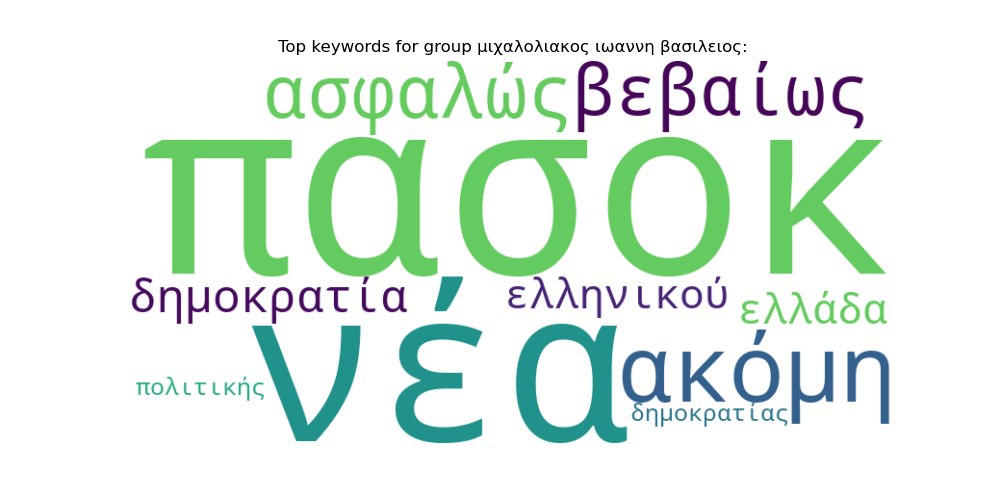 Top keywords for group μιχαλολιακος ιωαννη βασιλειος:
ασφαλώς βεβαίως
πασοκ
δημοκρατία ελληνικού ελλάδα
νέα ακόμη
πολιτικής δημοκρατίας